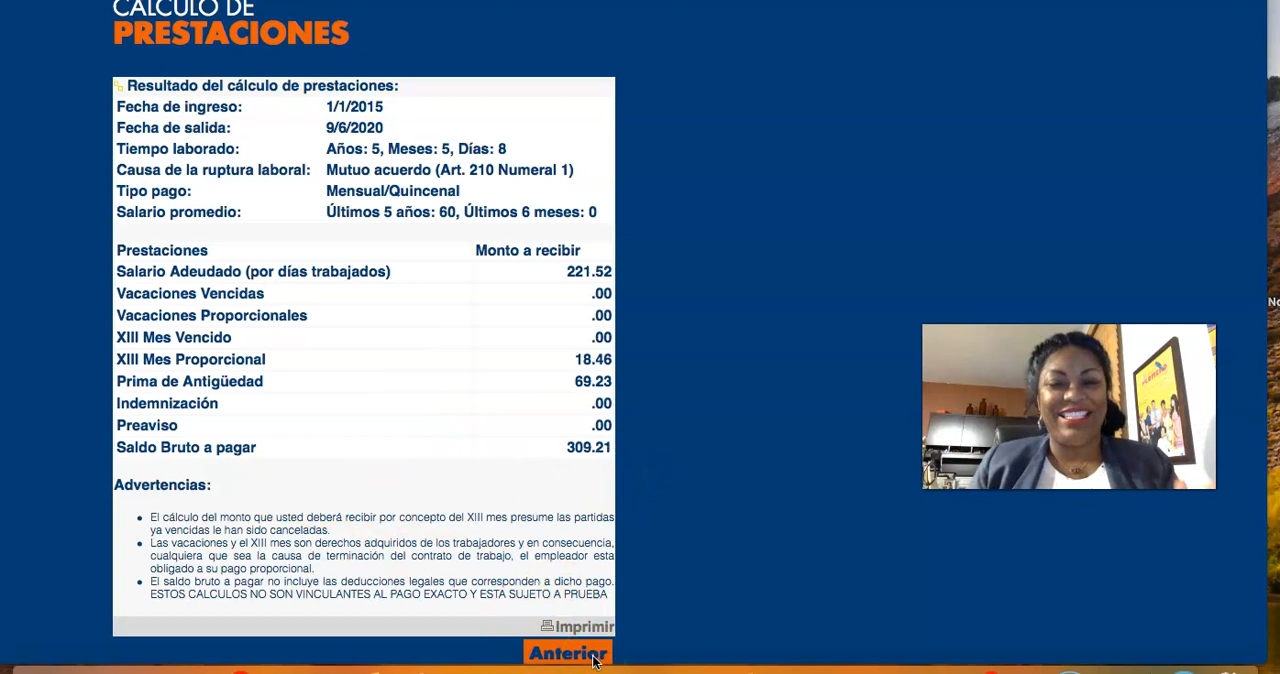 CÁLCULO DE
PRESTACIONES
Resultado del cálculo de prestaciones:
Fecha de ingreso: 1/1/2015
Fecha de salida: 9/6/2020
Tiempo laborado: Años: 5, Meses: 5, Días: 8
Causa de la ruptura laboral: Mutuo acuerdo (Art. 210 Numeral 1)
Tipo pago: Mensual/Quincenal
Salario promedio: Últimos 5 años: 60, Últimos 6 meses: 0
Prestaciones Monto a recibir
Salario Adeudado (por días trabajados) 221.52
Vacaciones Vencidas .00
Vacaciones Proporcionales .00
XIII Mes Vencido .00
XIII Mes Proporcional 18.46
Prima de Antigüedad 69.23
Indemnización .00
Preaviso .00
Saldo Bruto a pagar 309.21
Advertencias:
• El cálculo del monto que usted deberá recibir por concepto del XIII mes presume las partidas
ya vencidas le han sido canceladas.
• Las vacaciones y el XIII mes son derechos adquiridos de los trabajadores y en consecuencia,
cualquiera que sea la causa de terminación del contrato de trabajo, el empleador esta
obligado a su pago proporcional.
• El saldo bruto a pagar no incluye las deducciones legales que corresponden a dicho pago.
ESTOS CALCULOS NO SON VINCULANTES AL PAGO EXACTO Y ESTA SUJETO A PRUEBA
Imprimir
Anterior
No